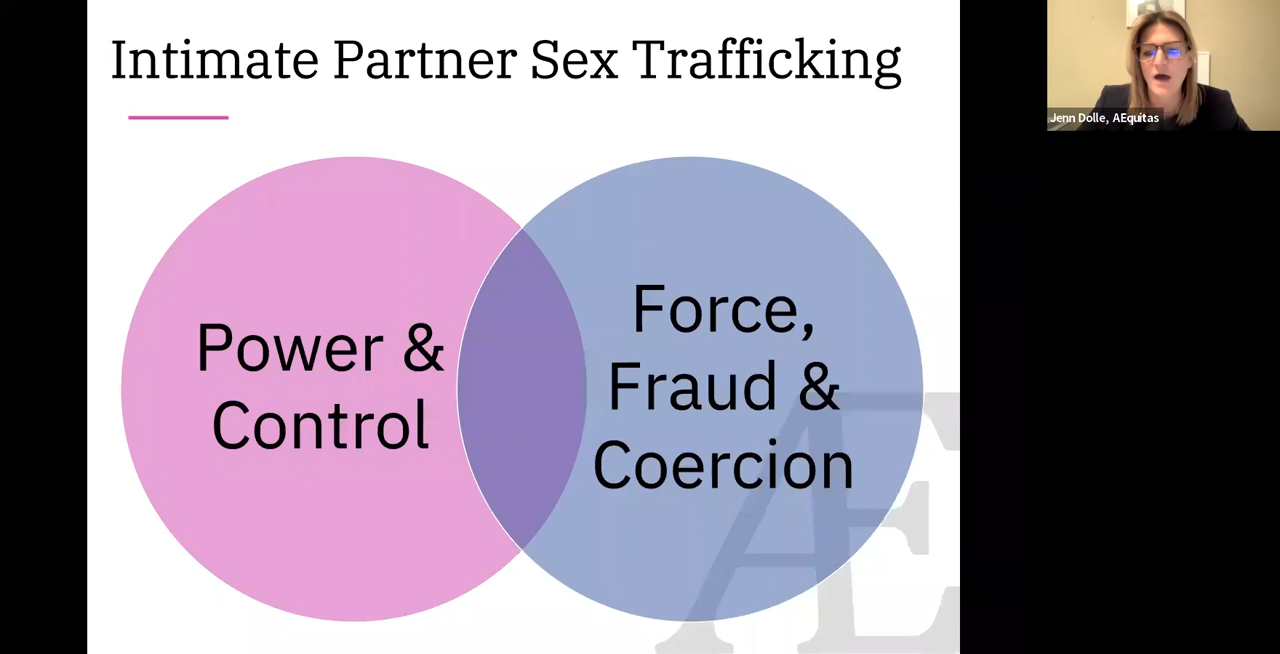 Intimate Partner Sex Trafficking
Power &
Control
Force,
Fraud &
Coercion
Æ
Jenn Dolle, AEquitas